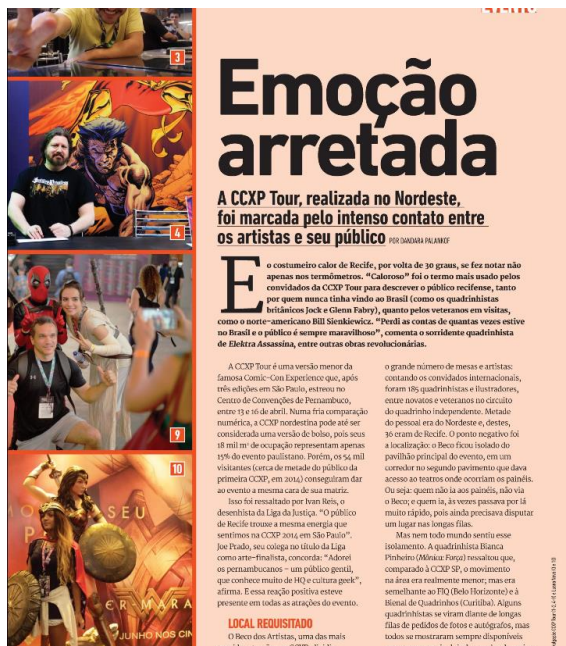 3
4
9
10
O SEU
P
ER-MARA
JUNHO NOS CIN
Emoção
arretada
A CCXP Tour, realizada no Nordeste,
foi marcada pelo intenso contato entre
os artistas e seu público POR DANDARA PALANKOF
E o costumeiro calor de Recife, por volta de 30 graus, se fez notar não
apenas nos termômetros. “Caloroso” foi o termo mais usado pelos
convidados da CCXP Tour para descrever o público recifense, tanto
por quem nunca tinha vindo ao Brasil (como os quadrinhistas
britânicos Jock e Glenn Fabry), quanto pelos veteranos em visitas,
como o norte-americano Bill Sienkiewicz. “Perdi as contas de quantas vezes estive
no Brasil e o público é sempre maravilhoso”, comenta o sorridente quadrinhista
de Elektra Assassina, entre outras obras revolucionárias.
A CCXP Tour é uma versão menor da
famosa Comic-Con Experience que, após
três edições em São Paulo, estreou no
Centro de Convenções de Pernambuco,
entre 13 e 16 de abril. Numa fria comparação
numérica, a CCXP nordestina pode até ser
considerada uma versão de bolso, pois seus
18 mil m² de ocupação representam apenas
15% do evento paulistano. Porém, os 54 mil
visitantes (cerca de metade do público da
primeira CCXP, em 2014) conseguiram dar
ao evento a mesma cara de sua matriz.
Isso foi ressaltado por Ivan Reis, o
desenhista da Liga da Justiça. “O público
de Recife trouxe a mesma energia que
sentimos na CCXP 2014 em São Paulo”.
Joe Prado, seu colega no título da Liga
como arte-finalista, concorda: “Adorei
os pernambucanos – um público gentil,
que conhece muito de HQ e cultura geek”,
afirma. E essa reação positiva esteve
presente em todas as atrações do evento.
LOCAL REQUISITADO
O Beco dos Artistas, uma das mais
o grande número de mesas e artistas:
contando os convidados internacionais,
foram 185 quadrinhistas e ilustradores,
entre novatos e veteranos no circuito
do quadrinho independente. Metade
do pessoal era do Nordeste e, destes,
36 eram de Recife. O ponto negativo foi
a localização: o Beco ficou isolado do
pavilhão principal do evento, em um
corredor no segundo pavimento que dava
acesso ao teatros onde ocorriam os painéis.
Ou seja: quem não ia aos painéis, não via
o Beco; e quem ia, às vezes passava por lá
muito rápido, pois ainda precisava disputar
um lugar nas longas filas.
Mas nem todo mundo sentiu esse
isolamento. A quadrinhista Bianca
Pinheiro (Mônica: Força) ressaltou que,
comparado à CCXP SP, o movimento
na área era realmente menor; mas era
semelhante ao FIQ (Belo Horizonte) e à
Bienal de Quadrinhos (Curitiba). Alguns
quadrinhistas se viram diante de longas
filas de pedidos de fotos e autógrafos, mas
todos se mostraram sempre disponíveis